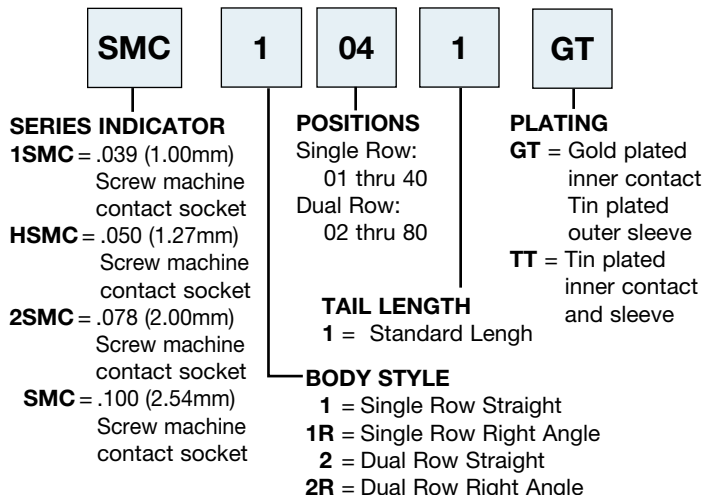 SMC 1 04 1 GT
SERIES INDICATOR
1SMC = .039 (1.00mm)
Screw machine
contact socket
HSMC = .050 (1.27mm)
Screw machine
contact socket
2SMC = .078 (2.00mm)
Screw machine
contact socket
SMC = .100 (2.54mm)
Screw machine
contact socket
POSITIONS
Single Row:
01 thru 40
Dual Row:
02 thru 80
PLATING
GT = Gold plated
inner contact
Tin plated
outer sleeve
TT = Tin plated
inner contact
and sleeve
TAIL LENGTH
1 = Standard Lengh
BODY STYLE
1 = Single Row Straight
1R = Single Row Right Angle
2 = Dual Row Straight
2R = Dual Row Right Angle